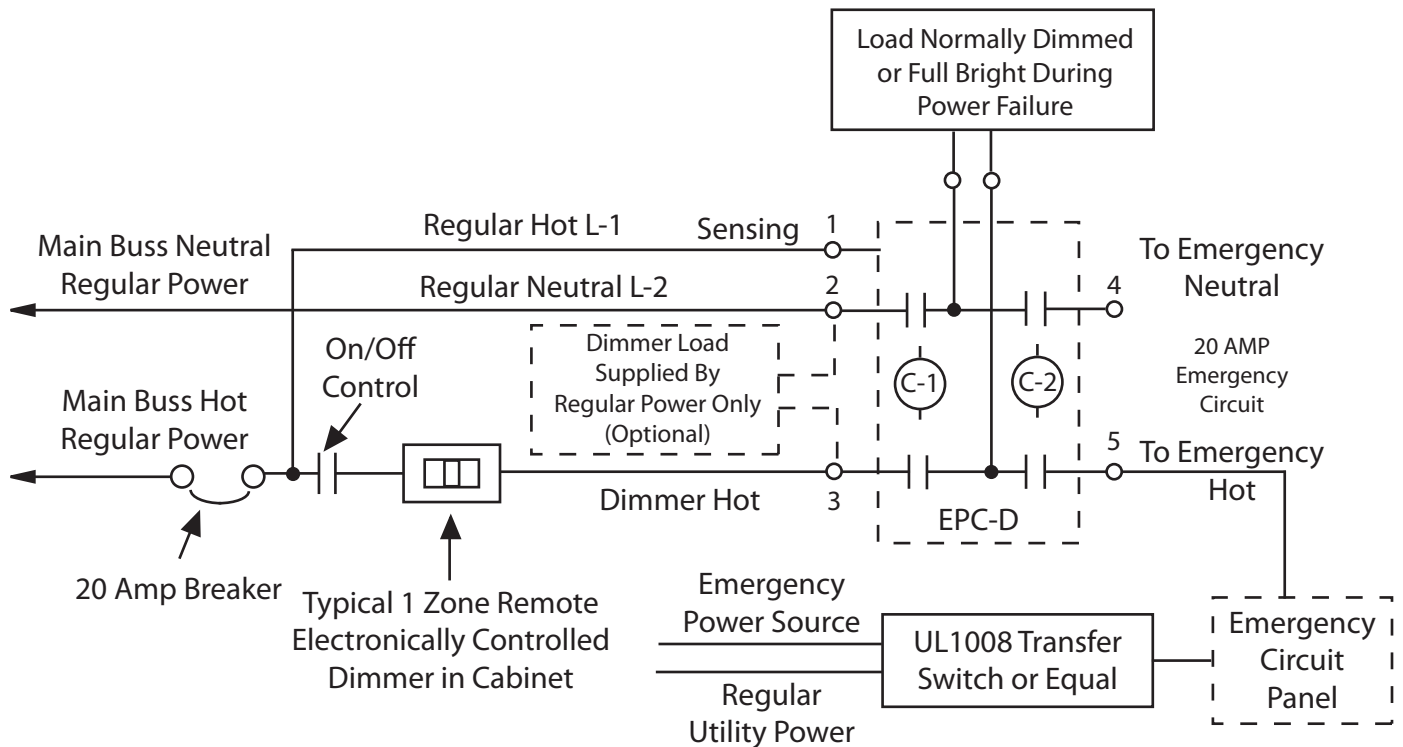 Load Normally Dimmed
or Full Bright During
Power Failure
Regular Hot L-1
Sensing
1
Main Buss Neutral
Regular Power
Regular Neutral L-2
2
4
To Emergency
Neutral
On/Off
Control
Dimmer Load
Supplied By
Regular Power Only
(Optional)
C-1
C-2
20 AMP
Emergency
Circuit
Main Buss Hot
Regular Power
Dimmer Hot
3
5
To Emergency
Hot
EPC-D
20 Amp Breaker
Typical 1 Zone Remote
Electronically Controlled
Dimmer in Cabinet
Emergency
Power Source
Regular
Utility Power
UL1008 Transfer
Switch or Equal
Emergency
Circuit
Panel